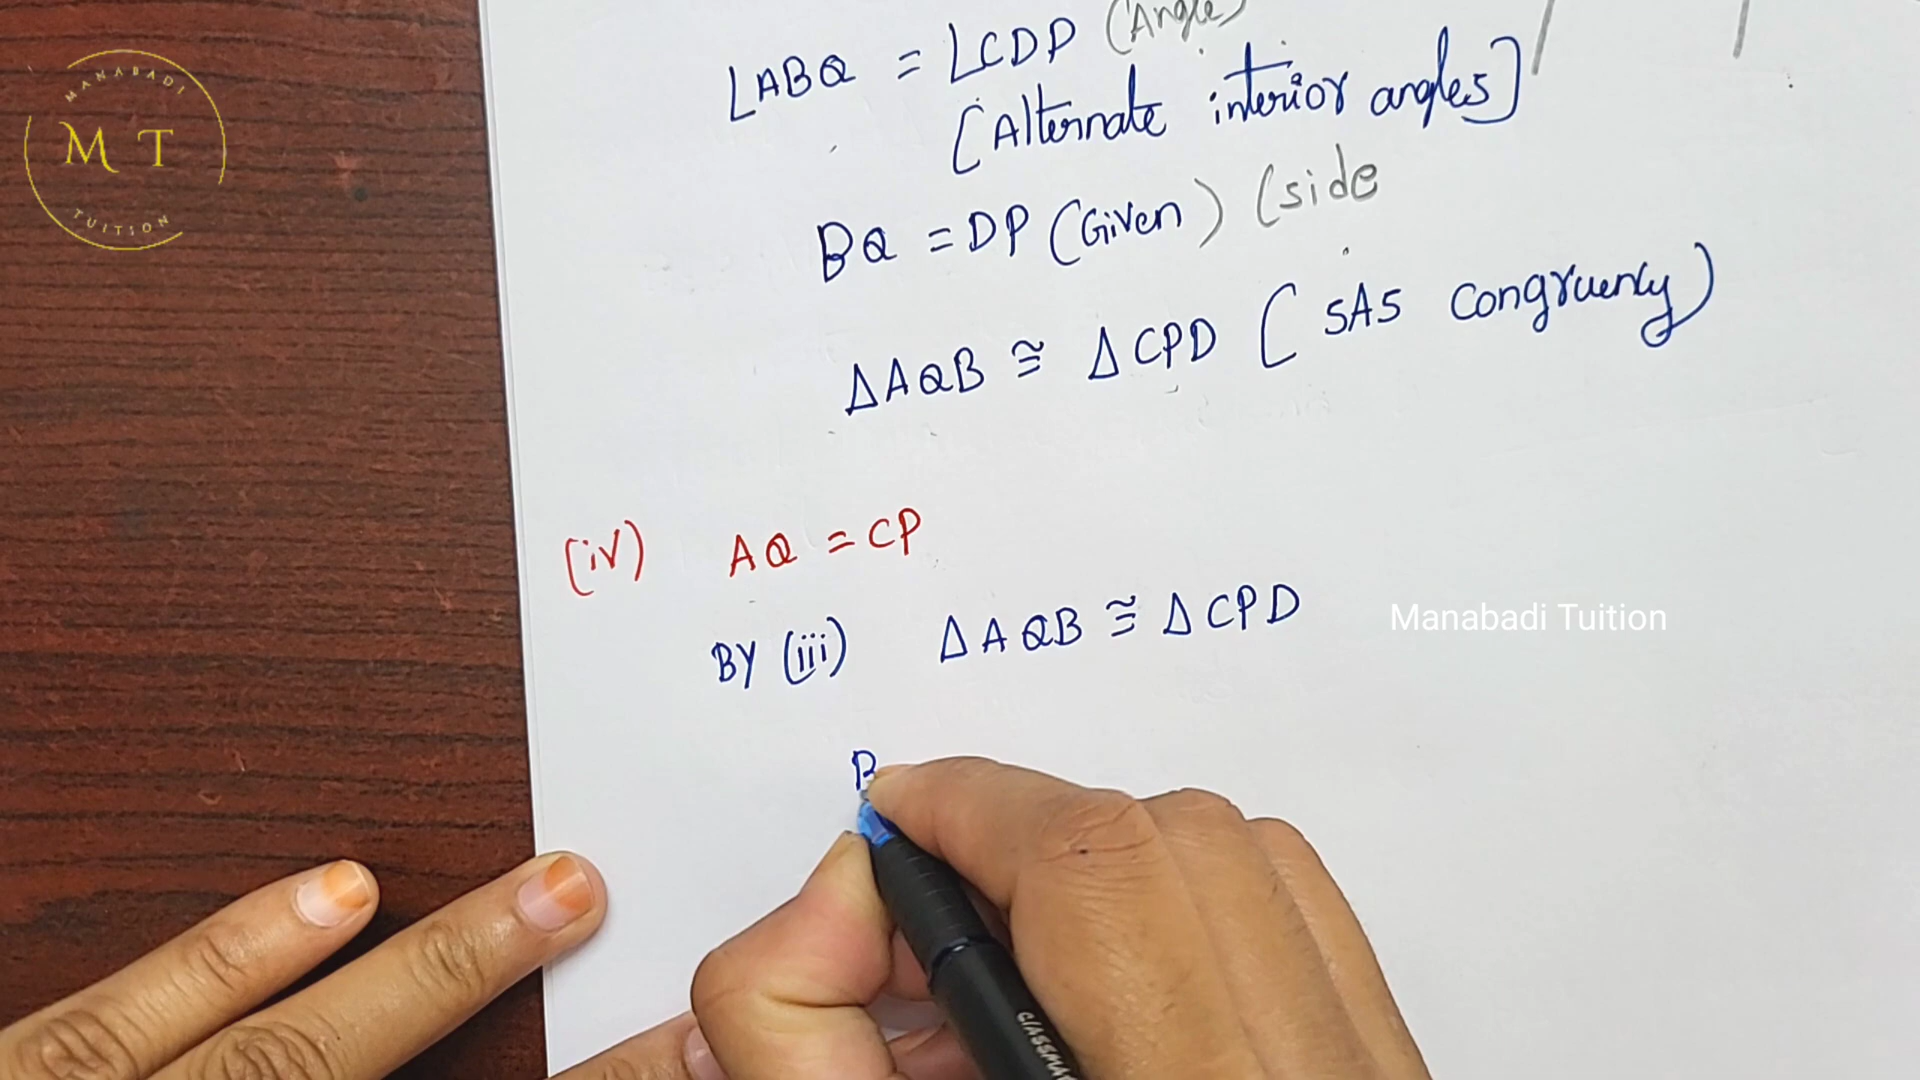 MANABADI
M T
TUITION
∠ABQ = ∠CDP (Angle)
[Alternate interior angles]
BQ = DP (Given) (side
ΔAQB ≅ ΔCPD (SAS congruency)
(iv) AQ = CP
BY (iii) ΔAQB ≅ ΔCPD
Manabadi Tuition
B
CLASSMA